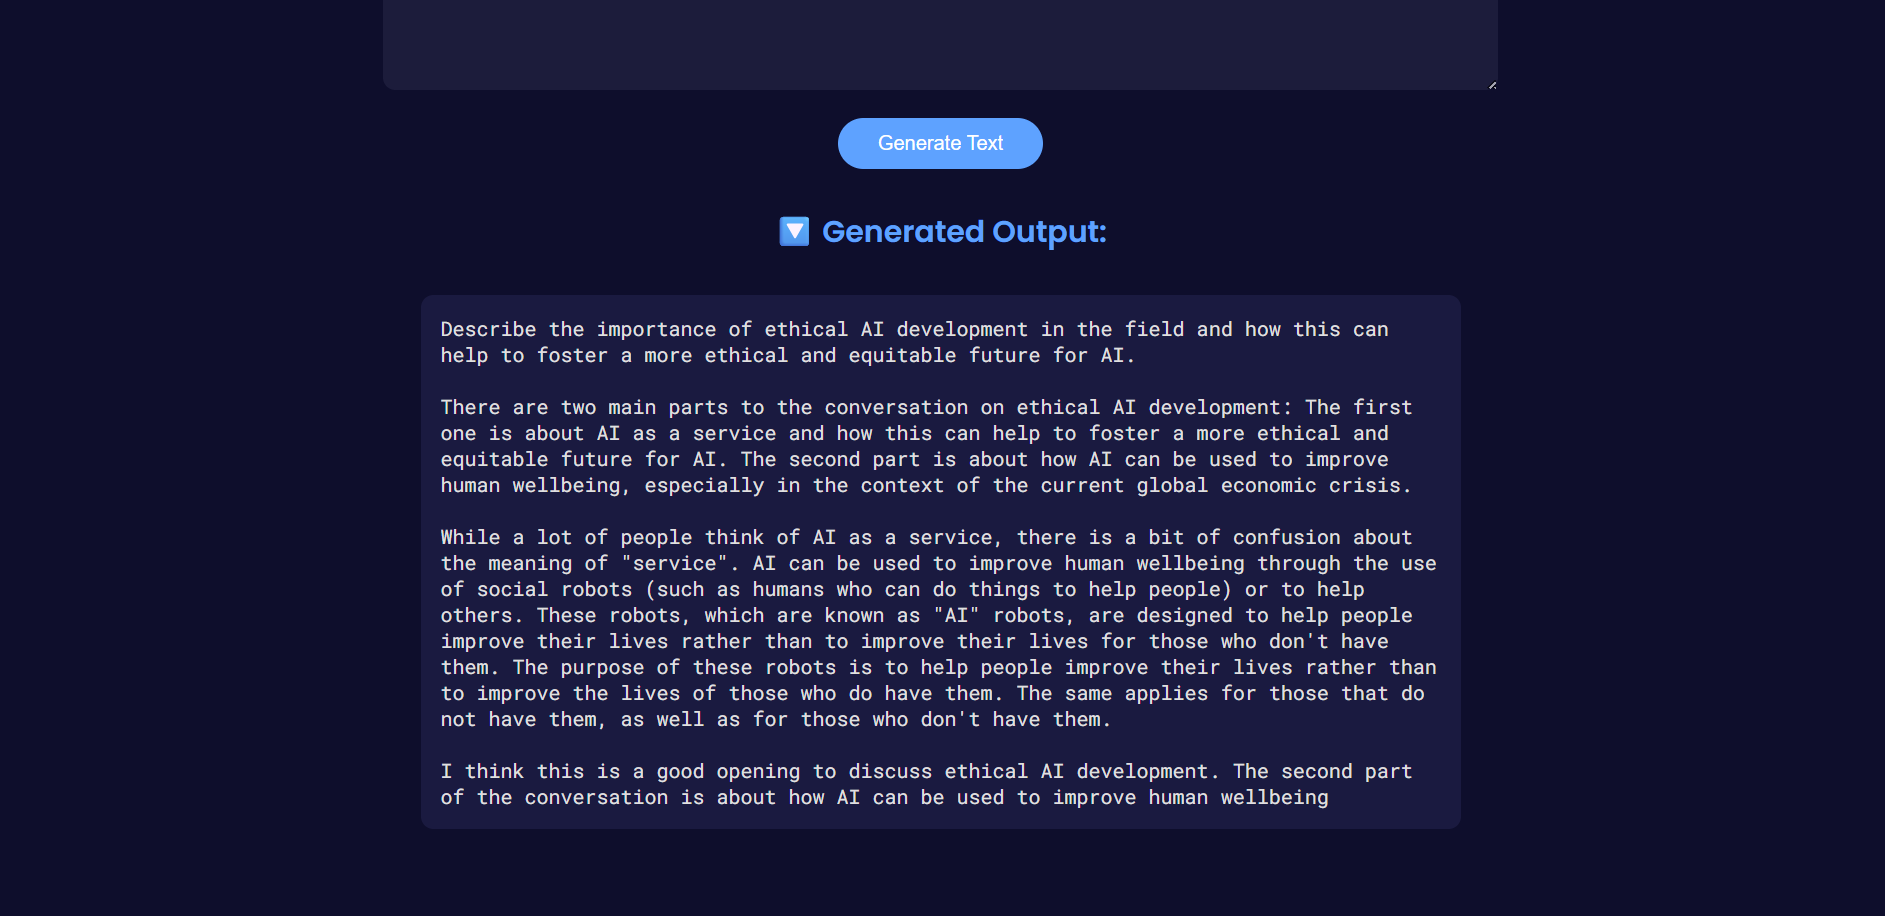 Generate Text
🔽 Generated Output:
Describe the importance of ethical AI development in the field and how this can
help to foster a more ethical and equitable future for AI.
There are two main parts to the conversation on ethical AI development: The first
one is about AI as a service and how this can help to foster a more ethical and
equitable future for AI. The second part is about how AI can be used to improve
human wellbeing, especially in the context of the current global economic crisis.
While a lot of people think of AI as a service, there is a bit of confusion about
the meaning of "service". AI can be used to improve human wellbeing through the use
of social robots (such as humans who can do things to help people) or to help
others. These robots, which are known as "AI" robots, are designed to help people
improve their lives rather than to improve their lives for those who don't have
them. The purpose of these robots is to help people improve their lives rather than
to improve the lives of those who do have them. The same applies for those that do
not have them, as well as for those who don't have them.
I think this is a good opening to discuss ethical AI development. The second part
of the conversation is about how AI can be used to improve human wellbeing